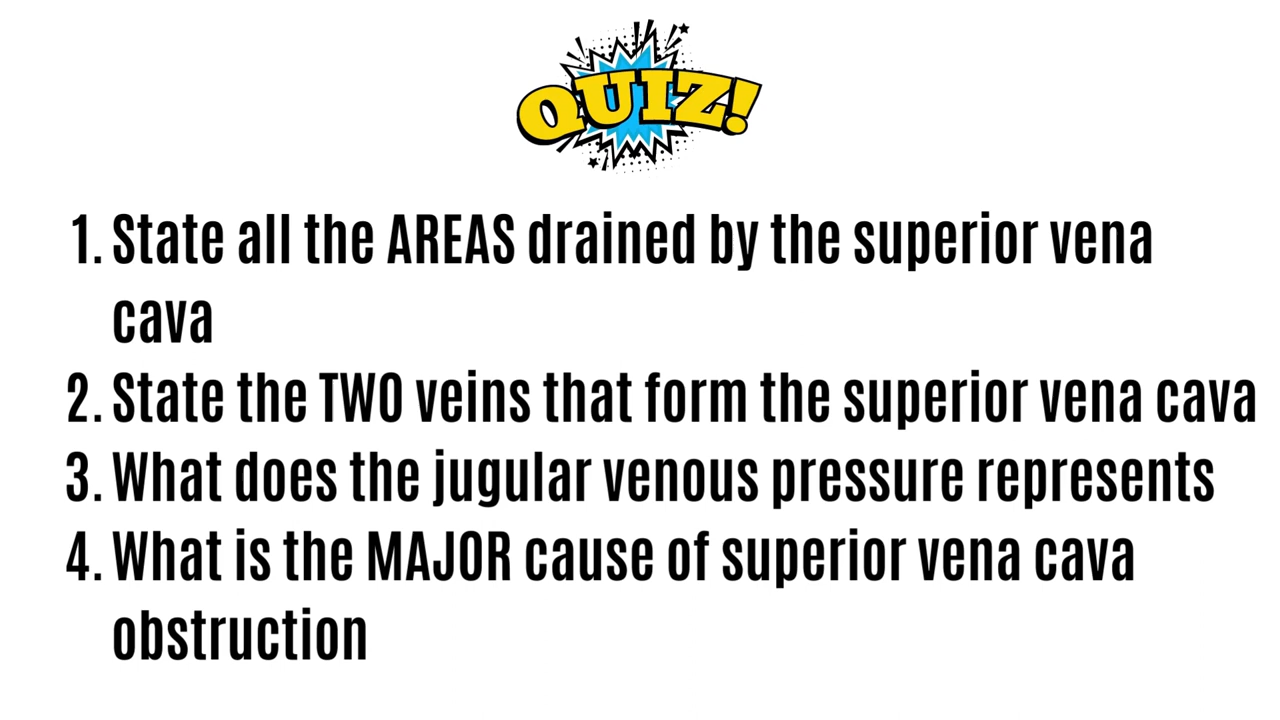 QUIZ!
1. State all the AREAS drained by the superior vena
cava
2. State the TWO veins that form the superior vena cava
3. What does the jugular venous pressure represents
4. What is the MAJOR cause of superior vena cava
obstruction